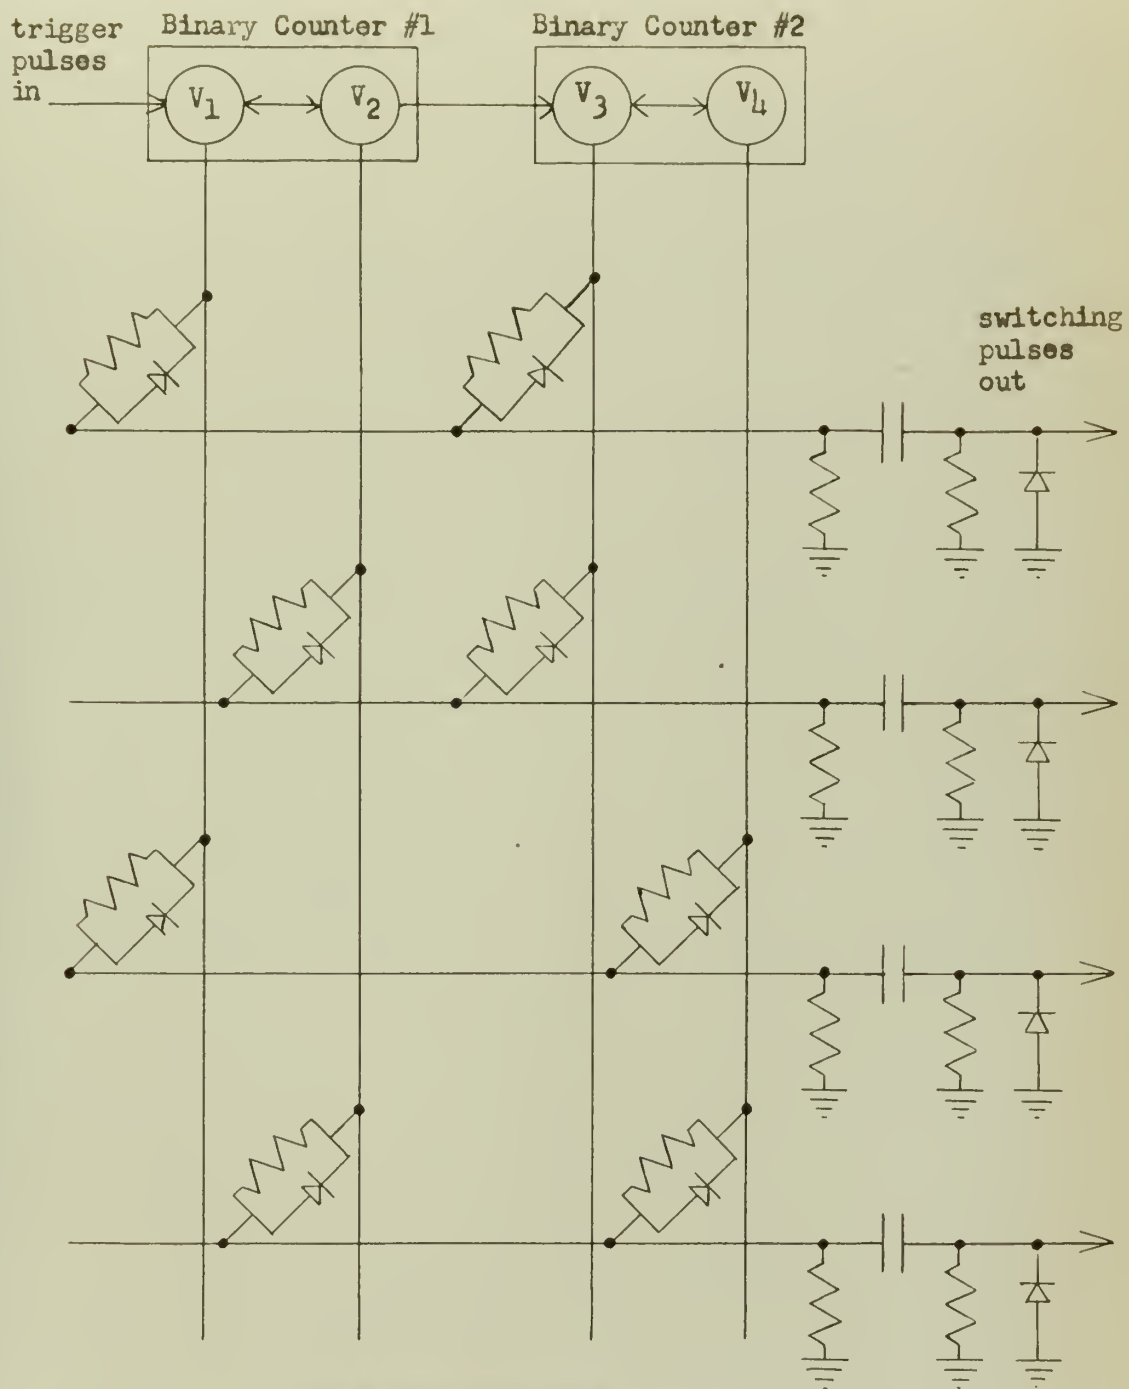 trigger
pulses
in
Binary Counter #1
Binary Counter #2
V1
V2
V3
V4
switching
pulses
out